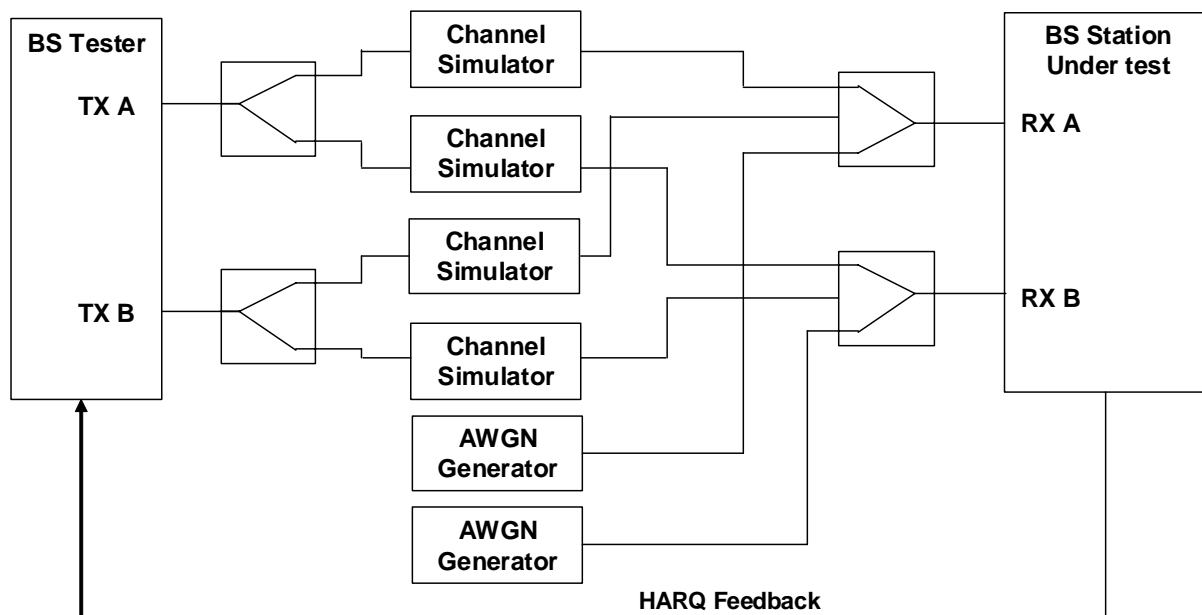 BS Tester
TX A
TX B
Channel
Simulator
Channel
Simulator
Channel
Simulator
Channel
Simulator
AWGN
Generator
AWGN
Generator
BS Station
Under test
RX A
RX B
HARQ Feedback